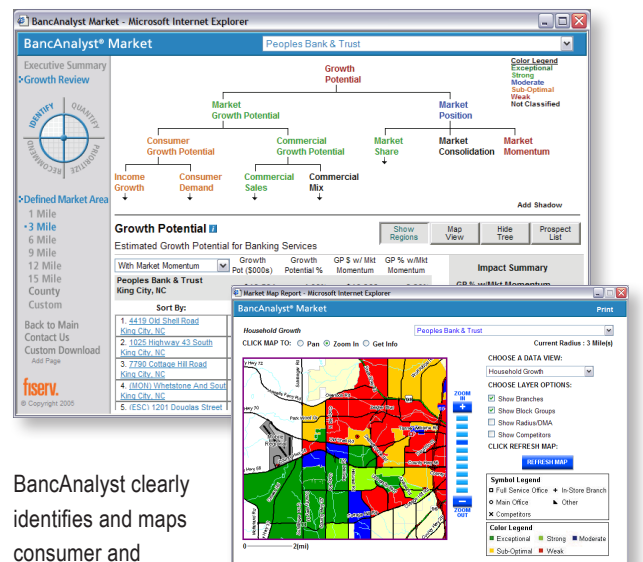 BancAnalyst Market - Microsoft Internet Explorer
BancAnalyst® Market
Peoples Bank & Trust
Executive Summary
Growth Review
IDENTIFY
QUANTIFY
PRIORITIZE
RECOMMEND
Defined Market Area
1 Mile
3 Mile
6 Mile
9 Mile
12 Mile
15 Mile
County
Custom
Back to Main
Contact Us
Custom Download
Add Page
fiserv.
© Copyright 2005
Color Legend
Exceptional
Strong
Moderate
Sub-Optimal
Weak
Not Classified
Growth
Potential
Market
Growth Potential
Market
Position
Consumer
Growth Potential
Commercial
Growth Potential
Market
Share
Market
Consolidation
Market
Momentum
Income
Growth
Consumer
Demand
Commercial
Sales
Commercial
Mix
Add Shadow
Growth Potential
Show
Regions
Map
View
Hide
Tree
Prospect
List
Estimated Growth Potential for Banking Services
With Market Momentum
Growth
Pot ($000s)
Growth
Potential %
GP $ w/ Mkt
Momentum
GP % w/Mkt
Momentum
Impact Summary
Peoples Bank & Trust
King City, NC
GP % w/Mkt Momentum
Sort By:
1. 4419 Old Shell Road
King City, NC
2. 1025 Highway 43 South
King City, NC
3. 7790 Cottage Hill Road
King City, NC
4. (MON) Whetstone And Sout
King City, NC
5. (ESC) 1201 Douglas Street
Market Map Report - Microsoft Internet Explorer
BancAnalyst® Market
Print
Household Growth
Peoples Bank & Trust
CLICK MAP TO:
Pan
Zoom In
Get Info
Current Radius : 3 Mile(s)
ZOOM
IN
ZOOM
OUT
0
2(mi)
CHOOSE A DATA VIEW:
Household Growth
CHOOSE LAYER OPTIONS:
Show Branches
Show Block Groups
Show Radius/DMA
Show Competitors
CLICK REFRESH MAP:
REFRESH MAP
Symbol Legend
Full Service Office
In-Store Branch
Main Office
Other
Competitors
Color Legend
Exceptional
Strong
Moderate
Sub-Optimal
Weak
BancAnalyst clearly
identifies and maps
consumer and